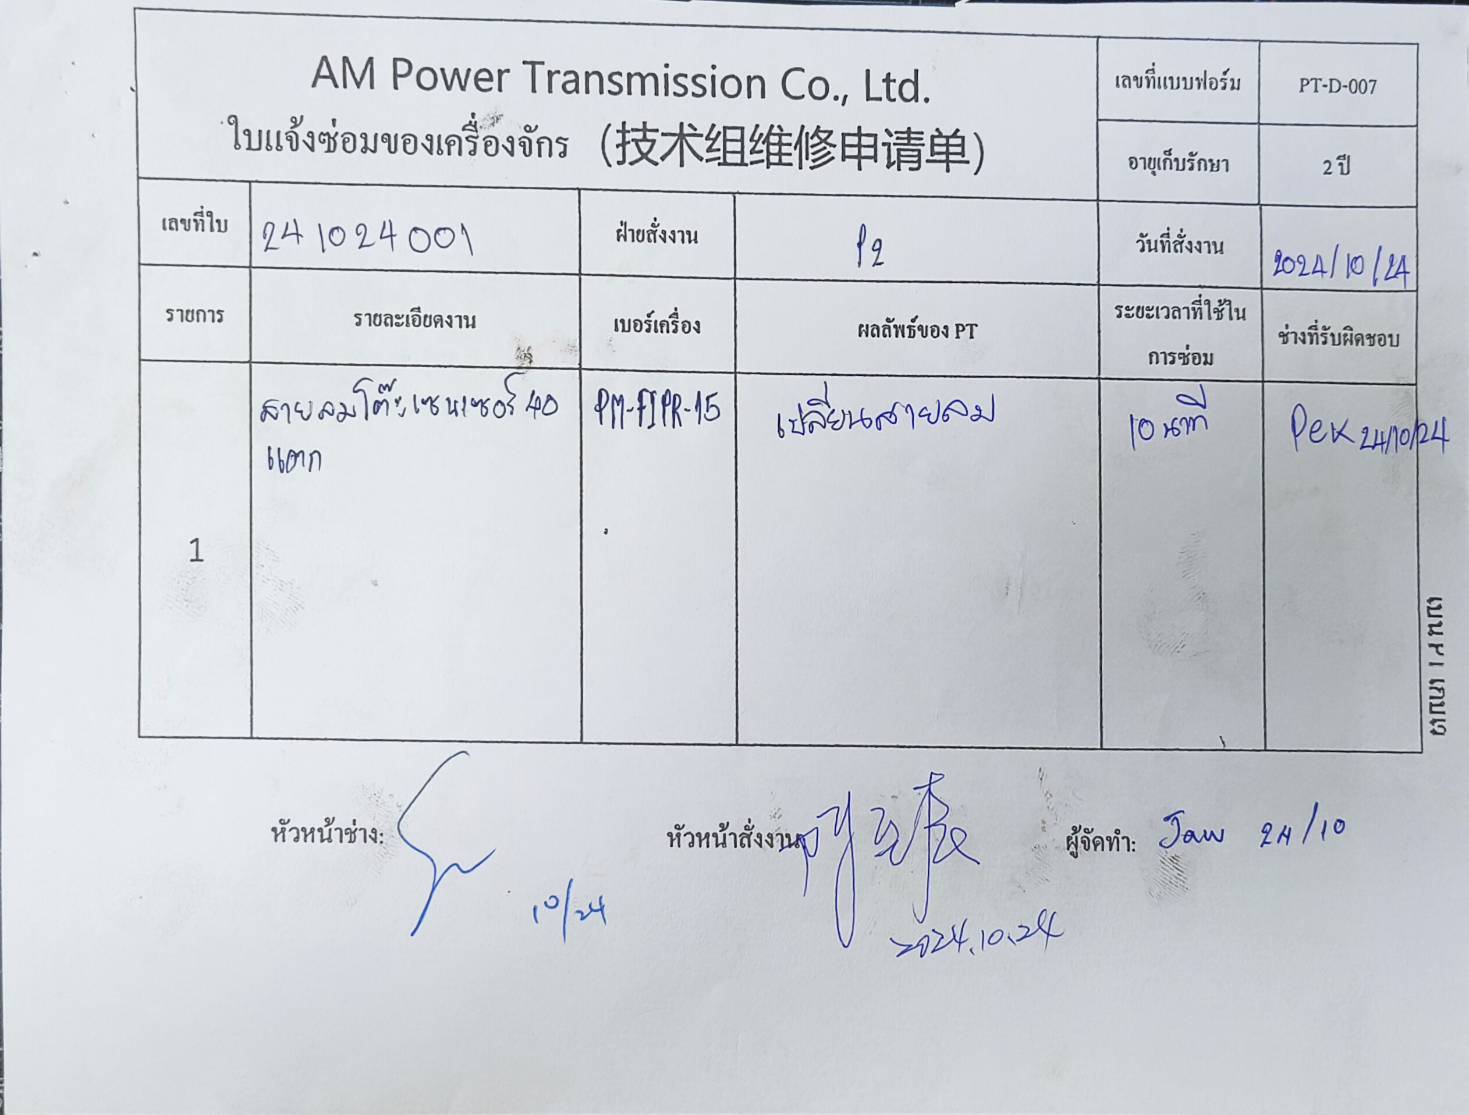 AM Power Transmission Co., Ltd.
ใบแจ้งซ่อมของเครื่องจักร (技术组维修申请单)
เลขที่แบบฟอร์ม PT-D-007
อายุเก็บรักษา 2 ปี
เลขที่ใบ 241024001 ฝ่ายสั่งงาน P2 วันที่สั่งงาน 2024/10/24
รายการ รายละเอียดงาน เบอร์เครื่อง ผลลัพธ์ของ PT ระยะเวลาที่ใช้ใน ช่างที่รับผิดชอบ
การซ่อม
1 สายลมโต๊ะเซนเซอร์ 40 PM-FIPR-15 เปลี่ยนสายลม 10 นาที Pek 24/10/24
แตก
หัวหน้าช่าง: 10/24
หัวหน้าสั่งงาน 2024.10.24
ผู้จัดทำ: Jaw 24/10